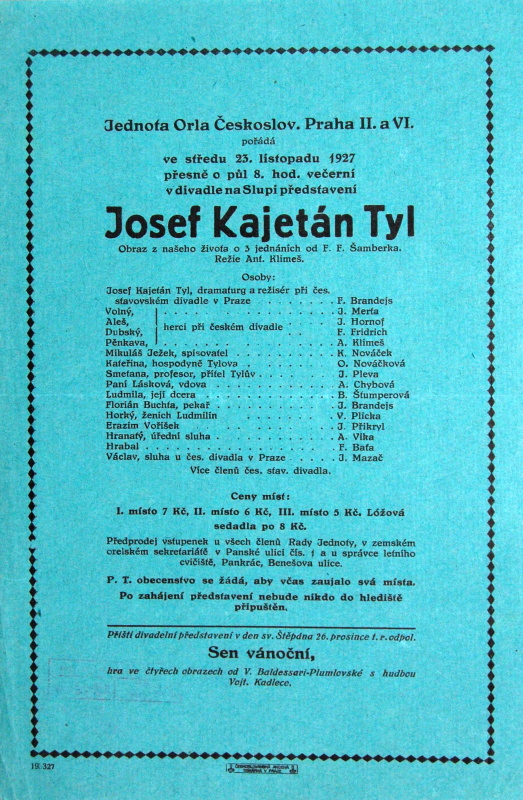 Jednota Orla Českoslov. Praha II. a VI.
pořádá
ve středu 23. listopadu 1927
přesně o půl 8. hod. večerní
v divadle na Slupi představení
Josef Kajetán Tyl
Obraz z našeho života o 3 jednáních od F. F. Šamberka.
Režie Ant. Klimeš.
Osoby:
Josef Kajetán Tyl, dramaturg a režisér při čes.
stavovském divadle v Praze . . . . . . . F. Brandejs
Volný, J. Merta
Aleš, J. Hornof
Dubský, herci při českém divadle F. Fridrich
Pěnkava, A. Klimeš
Mikuláš Ježek, spisovatel K. Nováček
Kateřina, hospodyně Tylova O. Nováčková
Smetana, profesor, přítel Tylův J. Pleva
Paní Lásková, vdova A. Chybová
Ludmila, její dcera B. Štumperová
Florián Buchta, pekař J. Brandejs
Horký, ženich Ludmilin V. Plicka
Erazim Voříšek J. Přikryl
Hranatý, úřední sluha A. Vika
Hrabal F. Baťa
Václav, sluha u čes. divadla v Praze J. Mazač
Více členů čes. stav. divadla.
Ceny míst:
I. místo 7 Kč, II. místo 6 Kč, III. místo 5 Kč. Lóžová
sedadla po 8 Kč.
Předprodej vstupenek u všech členů Rady Jednoty, v zemském
orelském sekretariátě v Panské ulici čís. 1 a u správce letního
cvičiště, Pankrác, Benešova ulice.
P. T. obecenstvo se žádá, aby včas zaujalo svá místa.
Po zahájení představení nebude nikdo do hlediště
připuštěn.
Příští divadelní představení v den sv. Štěpána 26. prosince t. r. odpol.
Sen vánoční,
hra ve čtyřech obrazech od V. Baldessari-Plumlovské s hudbou
Vojt. Kadlece.
19. 327